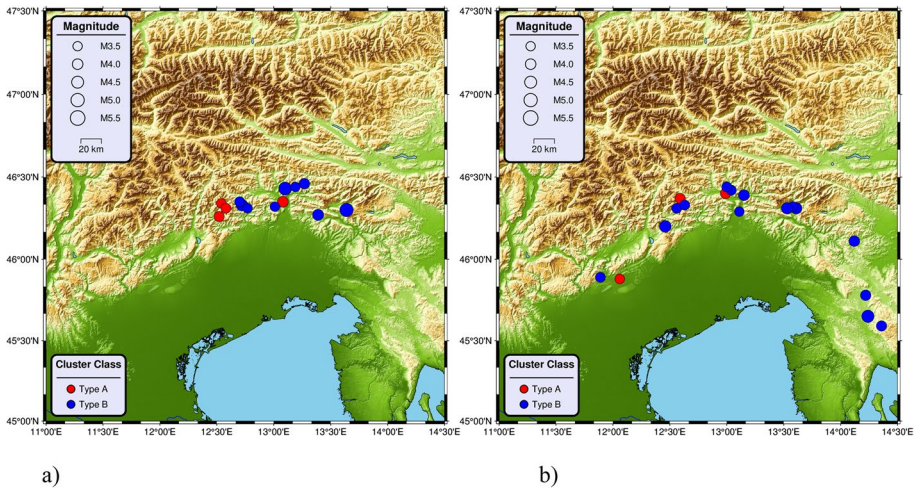 47°30'N
47°00'N
46°30'N
46°00'N
45°30'N
45°00'N
11°00'E 11°30'E 12°00'E 12°30'E 13°00'E 13°30'E 14°00'E 14°30'E
Magnitude
M3.5
M4.0
M4.5
M5.0
M5.5
20 km
Cluster Class
Type A
Type B
a)
47°30'N
47°00'N
46°30'N
46°00'N
45°30'N
45°00'N
11°00'E 11°30'E 12°00'E 12°30'E 13°00'E 13°30'E 14°00'E 14°30'E
Magnitude
M3.5
M4.0
M4.5
M5.0
M5.5
20 km
Cluster Class
Type A
Type B
b)